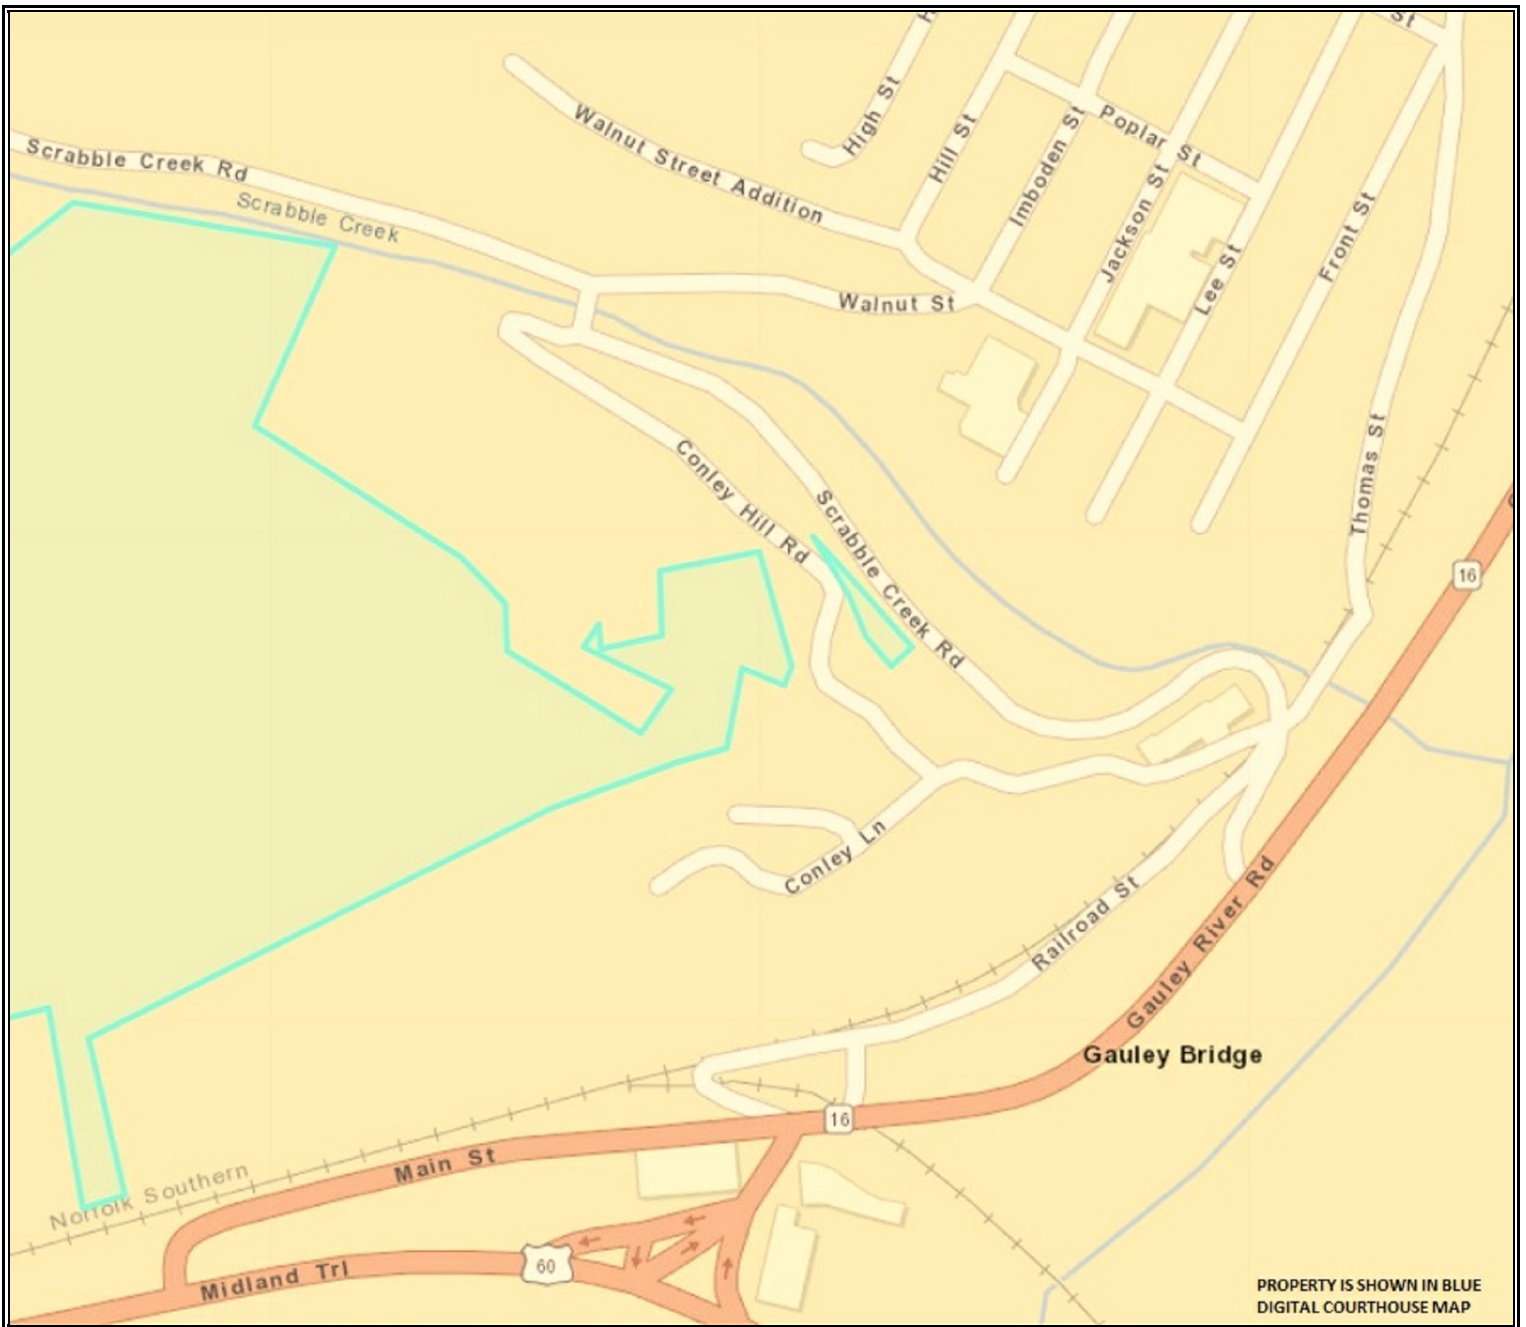 St
High St
Hill St
Imboden St
Poplar St
Walnut Street Addition
Scrabble Creek Rd
Scrabble Creek
Jackson St
Lee St
Front St
Walnut St
Thomas St
Conley Hill Rd
Scrabble Creek Rd
16
Conley Ln
Railroad St
Gauley River Rd
Gauley Bridge
16
Main St
Norfolk Southern
60
Midland Trl
PROPERTY IS SHOWN IN BLUE
DIGITAL COURTHOUSE MAP